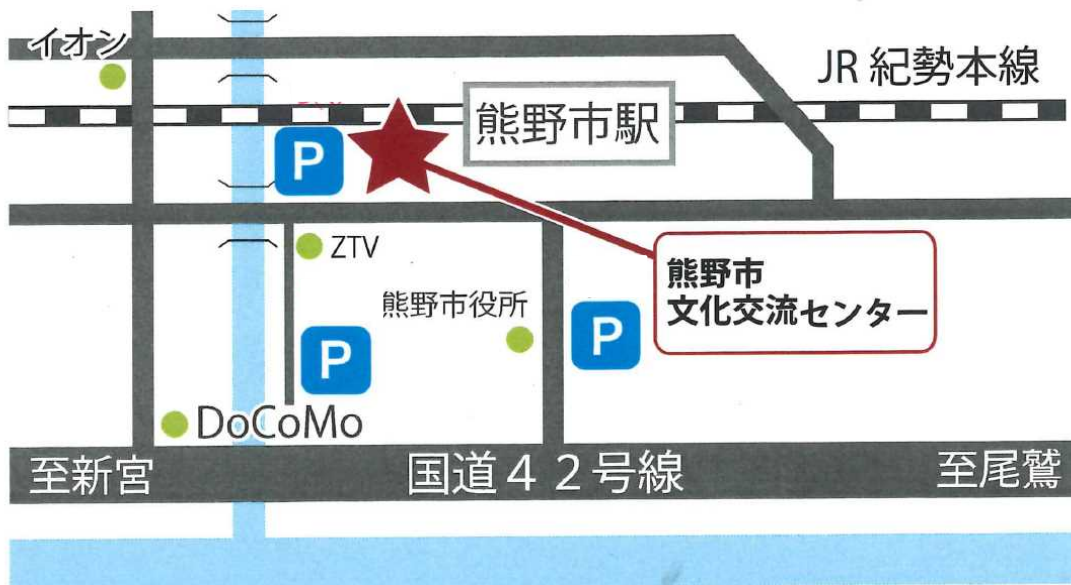 イオン
JR 紀勢本線
熊野市駅
P
ZTV
熊野市
文化交流センター
熊野市役所
P
P
DoCoMo
至新宮
国道４２号線
至尾鷲